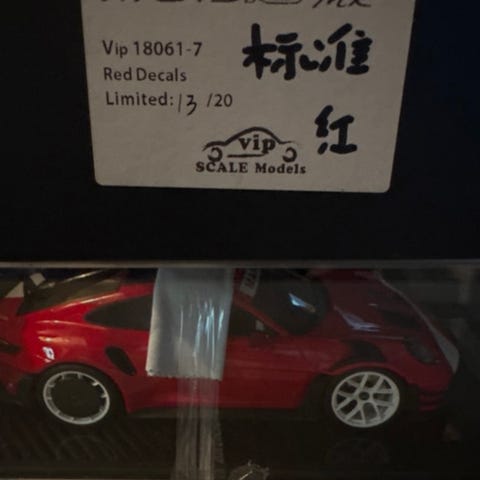 Vip 18061-7
Red Decals
Limited: 13 /20
标准
红
vip
SCALE Models